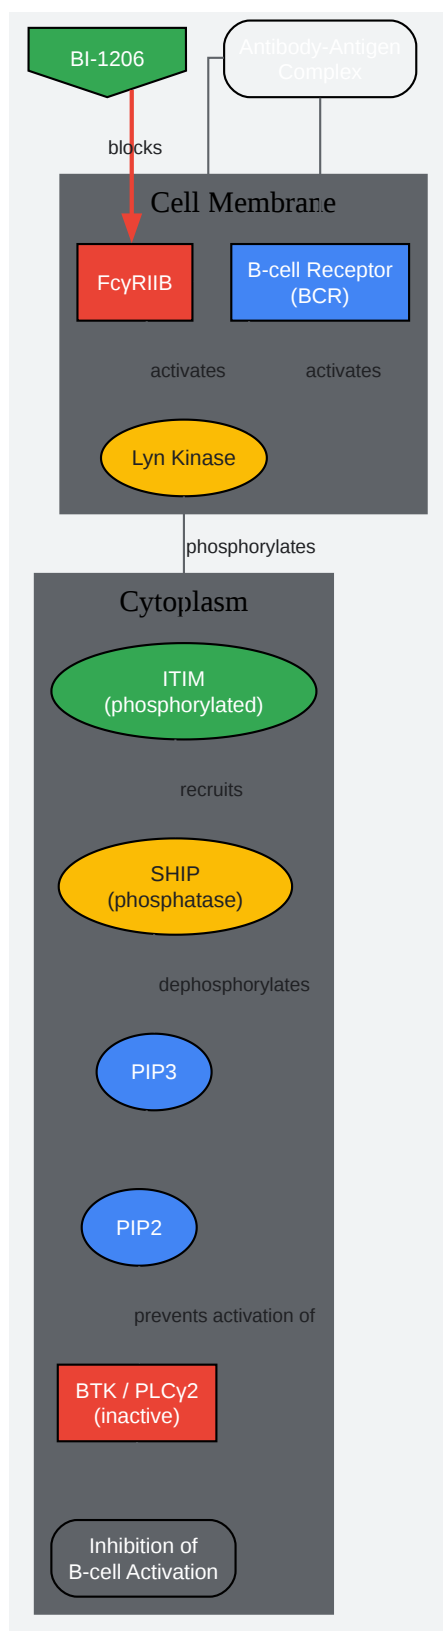 BI-1206
Antibody-Antigen
Complex
blocks
Cell Membrane
FcγRIIB
B-cell Receptor
(BCR)
activates
activates
Lyn Kinase
phosphorylates
Cytoplasm
ITIM
(phosphorylated)
recruits
SHIP
(phosphatase)
dephosphorylates
PIP3
PIP2
prevents activation of
BTK / PLCγ2
(inactive)
Inhibition of
B-cell Activation